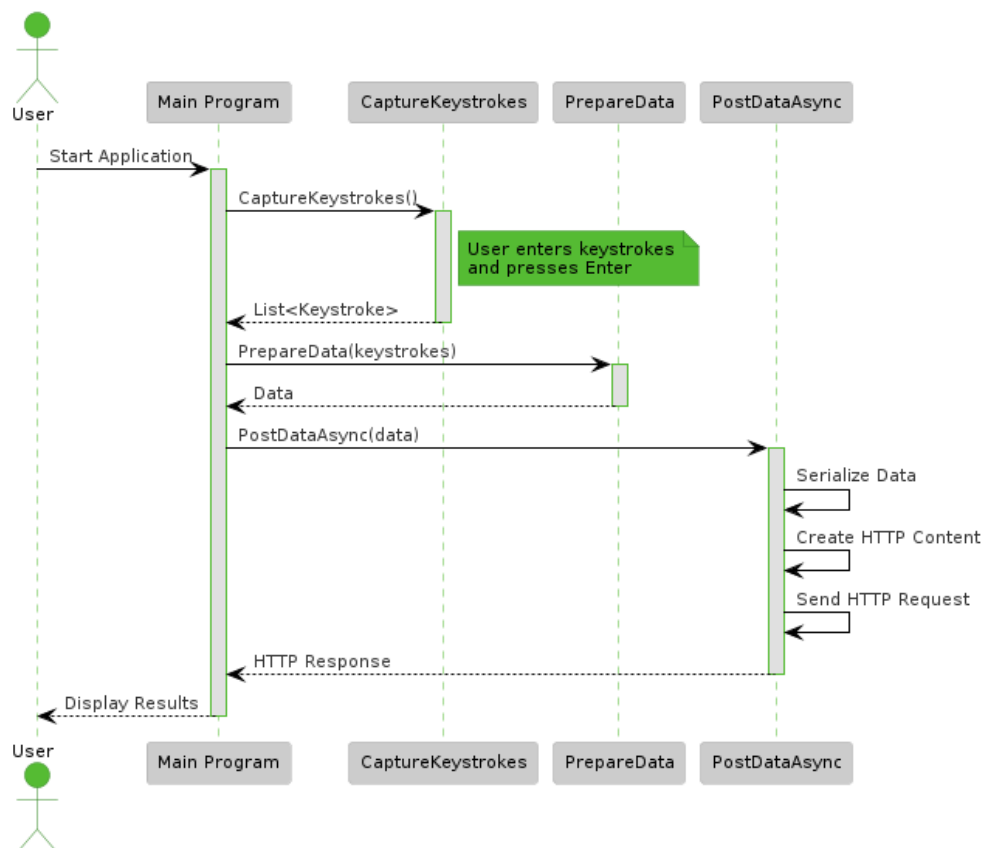 User
Main Program
CaptureKeystrokes
PrepareData
PostDataAsync
Start Application
CaptureKeystrokes()
User enters keystrokes
and presses Enter
List<Keystroke>
PrepareData(keystrokes)
Data
PostDataAsync(data)
Serialize Data
Create HTTP Content
Send HTTP Request
HTTP Response
Display Results
User
Main Program
CaptureKeystrokes
PrepareData
PostDataAsync